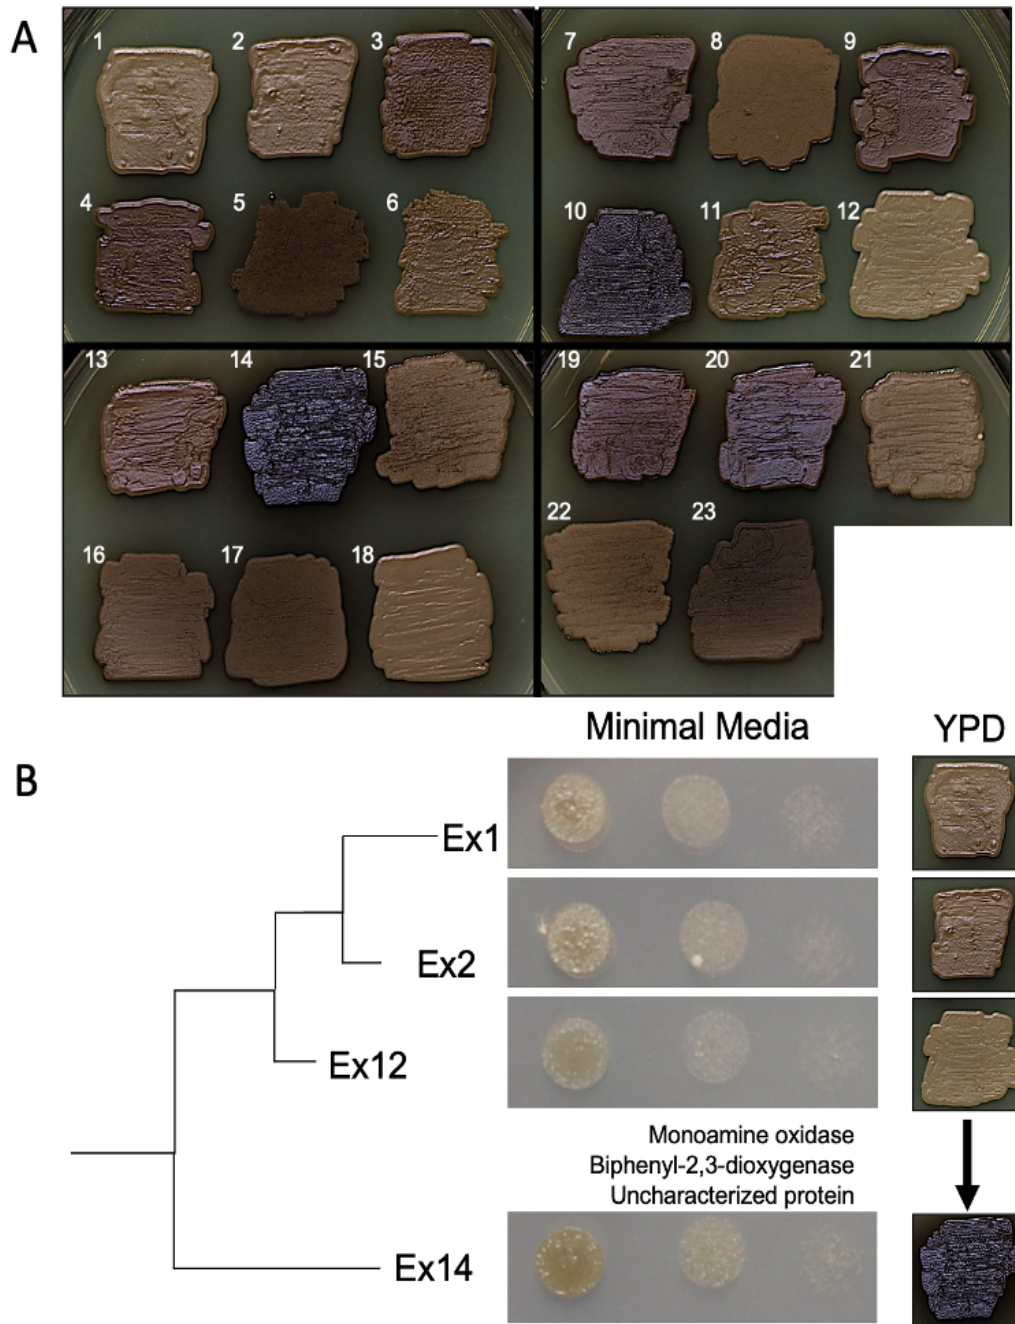 A
1 2 3 7 8 9
4 5 6 10 11 12
13 14 15 19 20 21
16 17 18 22 23
Minimal Media YPD
B
Ex1
Ex2
Ex12
Monoamine oxidase
Biphenyl-2,3-dioxygenase
Uncharacterized protein
Ex14